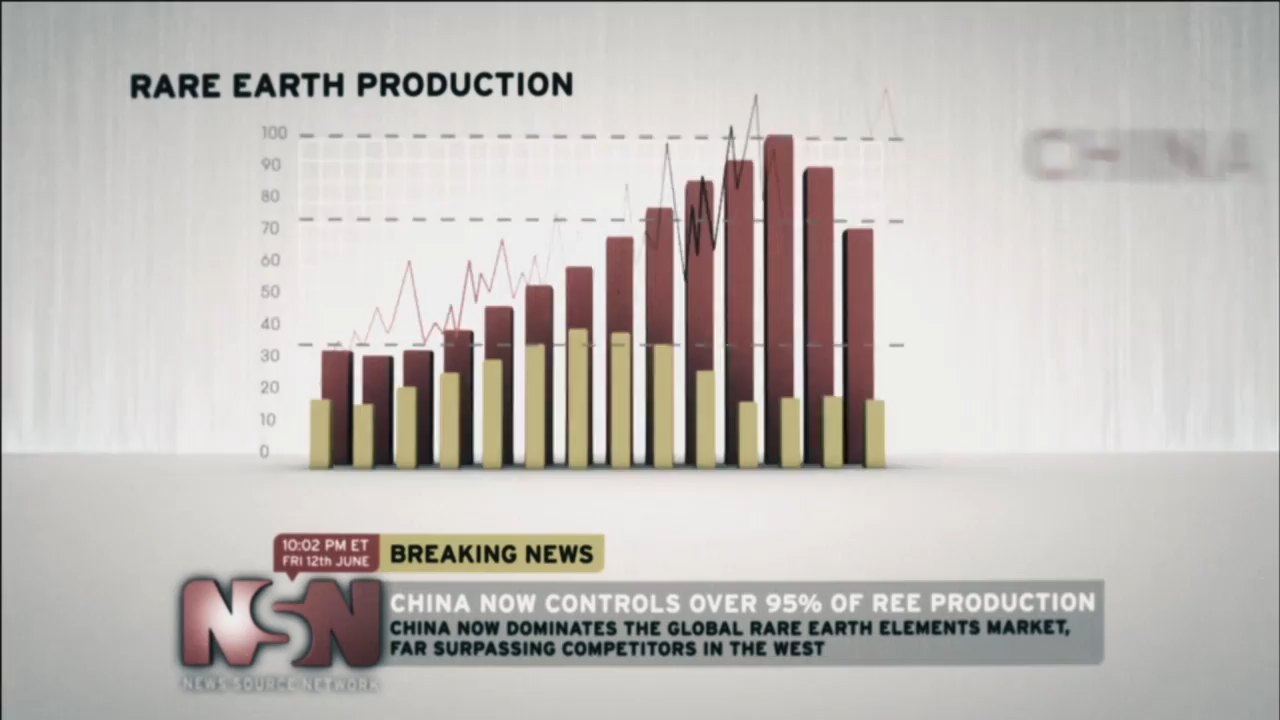 RARE EARTH PRODUCTION
CHINA
100
90
80
70
60
50
40
30
20
10
0
10:02 PM ET
FRI 12th JUNE
BREAKING NEWS
NSN
CHINA NOW CONTROLS OVER 95% OF REE PRODUCTION
CHINA NOW DOMINATES THE GLOBAL RARE EARTH ELEMENTS MARKET,
FAR SURPASSING COMPETITORS IN THE WEST
NEWS SOURCE NETWORK